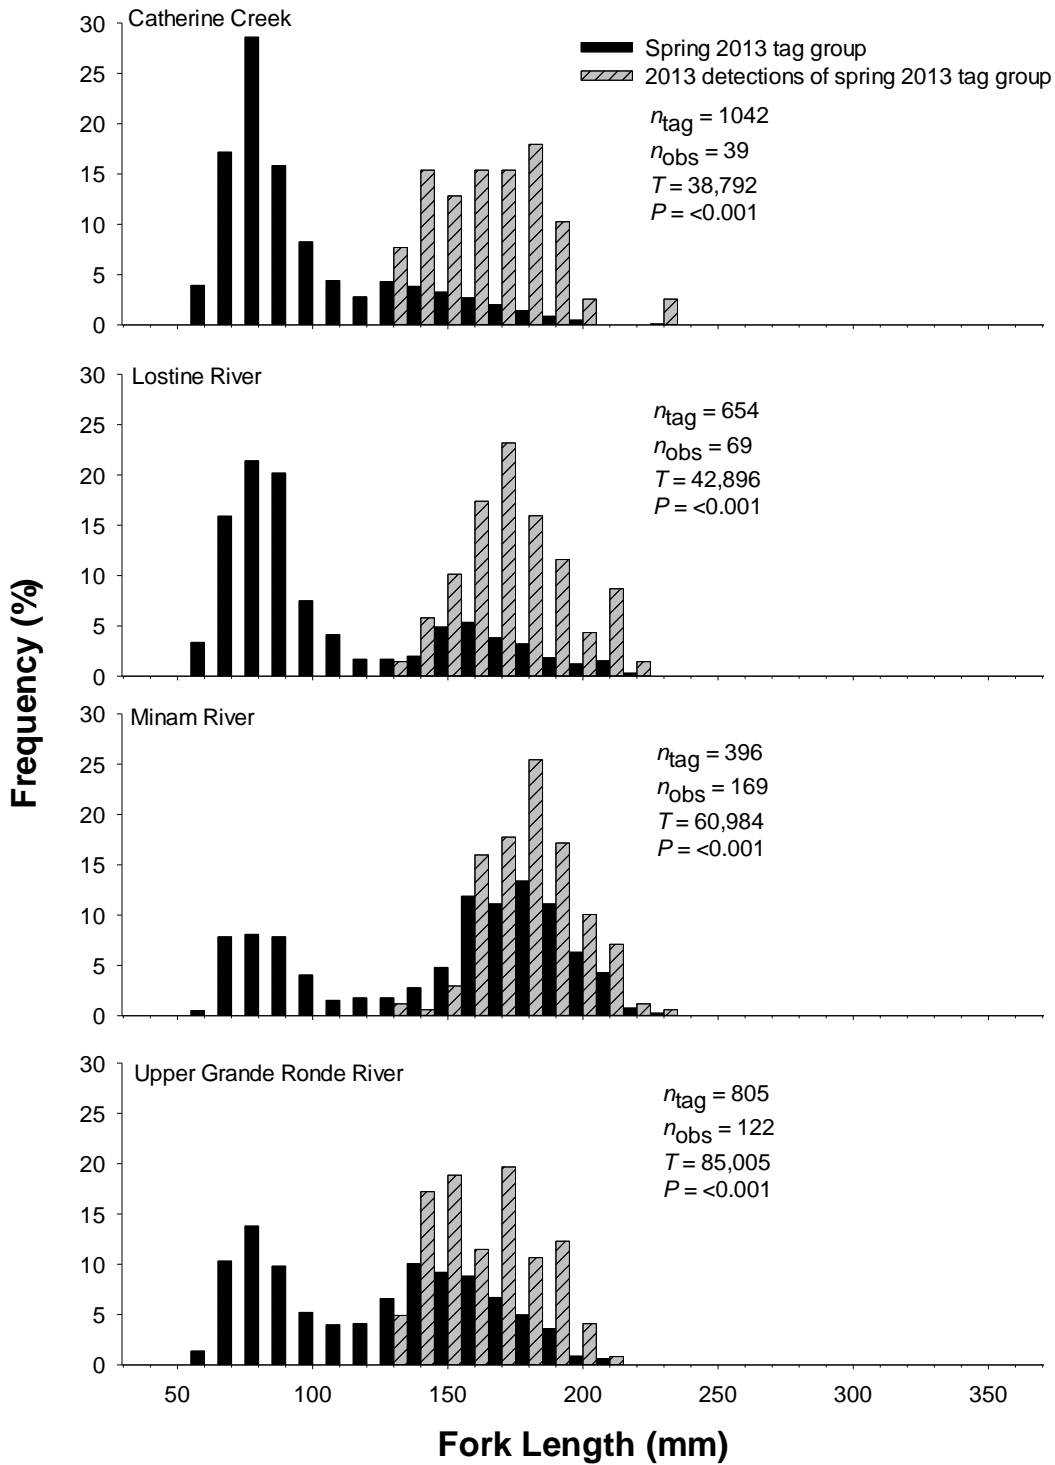 Catherine Creek
Spring 2013 tag group
2013 detections of spring 2013 tag group
ntag = 1042
nobs = 39
T = 38,792
P = <0.001
30
25
20
15
10
5
0
Lostine River
ntag = 654
nobs = 69
T = 42,896
P = <0.001
30
25
20
15
10
5
0
Minam River
ntag = 396
nobs = 169
T = 60,984
P = <0.001
30
25
20
15
10
5
0
Upper Grande Ronde River
ntag = 805
nobs = 122
T = 85,005
P = <0.001
30
25
20
15
10
5
0
Frequency (%)
50 100 150 200 250 300 350
Fork Length (mm)